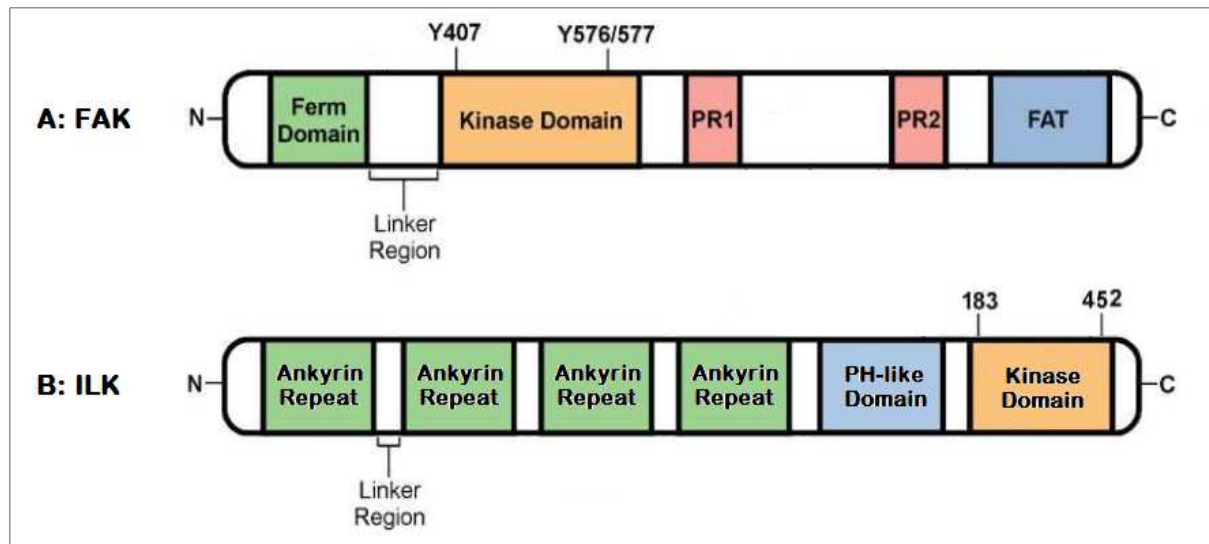 Y407 Y576/577
A: FAK
N
Ferm
Domain
Kinase Domain
PR1
PR2
FAT
C
Linker
Region
183 452
B: ILK
N
Ankyrin
Repeat
Ankyrin
Repeat
Ankyrin
Repeat
Ankyrin
Repeat
PH-like
Domain
Kinase
Domain
C
Linker
Region